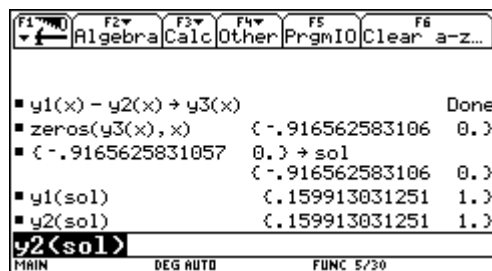 F1 F2 F3 F4 F5 F6
Algebra Calc Other PrgmIO Clear a-z…
▪ y1(x) - y2(x) → y3(x) Done
▪ zeros(y3(x),x) {-.916562583106 0.}
▪ {-.9165625831057 0.} → sol
{-.916562583106 0.}
▪ y1(sol) {.159913031251 1.}
▪ y2(sol) {.159913031251 1.}
y2(sol)
MAIN DEG AUTO FUNC 5/30